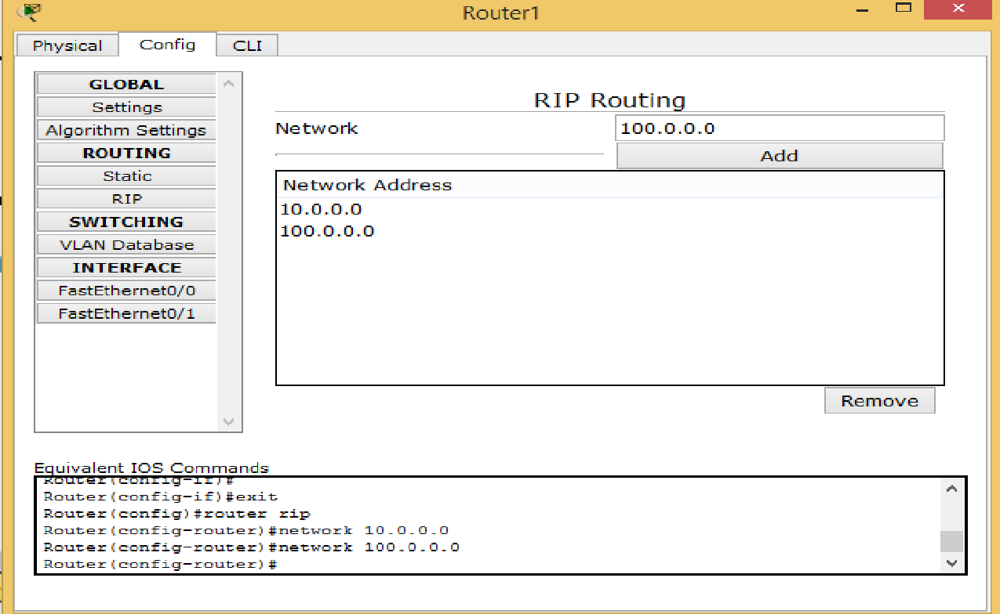 Router1
Physical
Config
CLI
GLOBAL
Settings
Algorithm Settings
ROUTING
Static
RIP
SWITCHING
VLAN Database
INTERFACE
FastEthernet0/0
FastEthernet0/1
RIP Routing
Network
100.0.0.0
Add
Network Address
10.0.0.0
100.0.0.0
Remove
Equivalent IOS Commands
Router(config-if)#
Router(config-if)#exit
Router(config)#router rip
Router(config-router)#network 10.0.0.0
Router(config-router)#network 100.0.0.0
Router(config-router)#